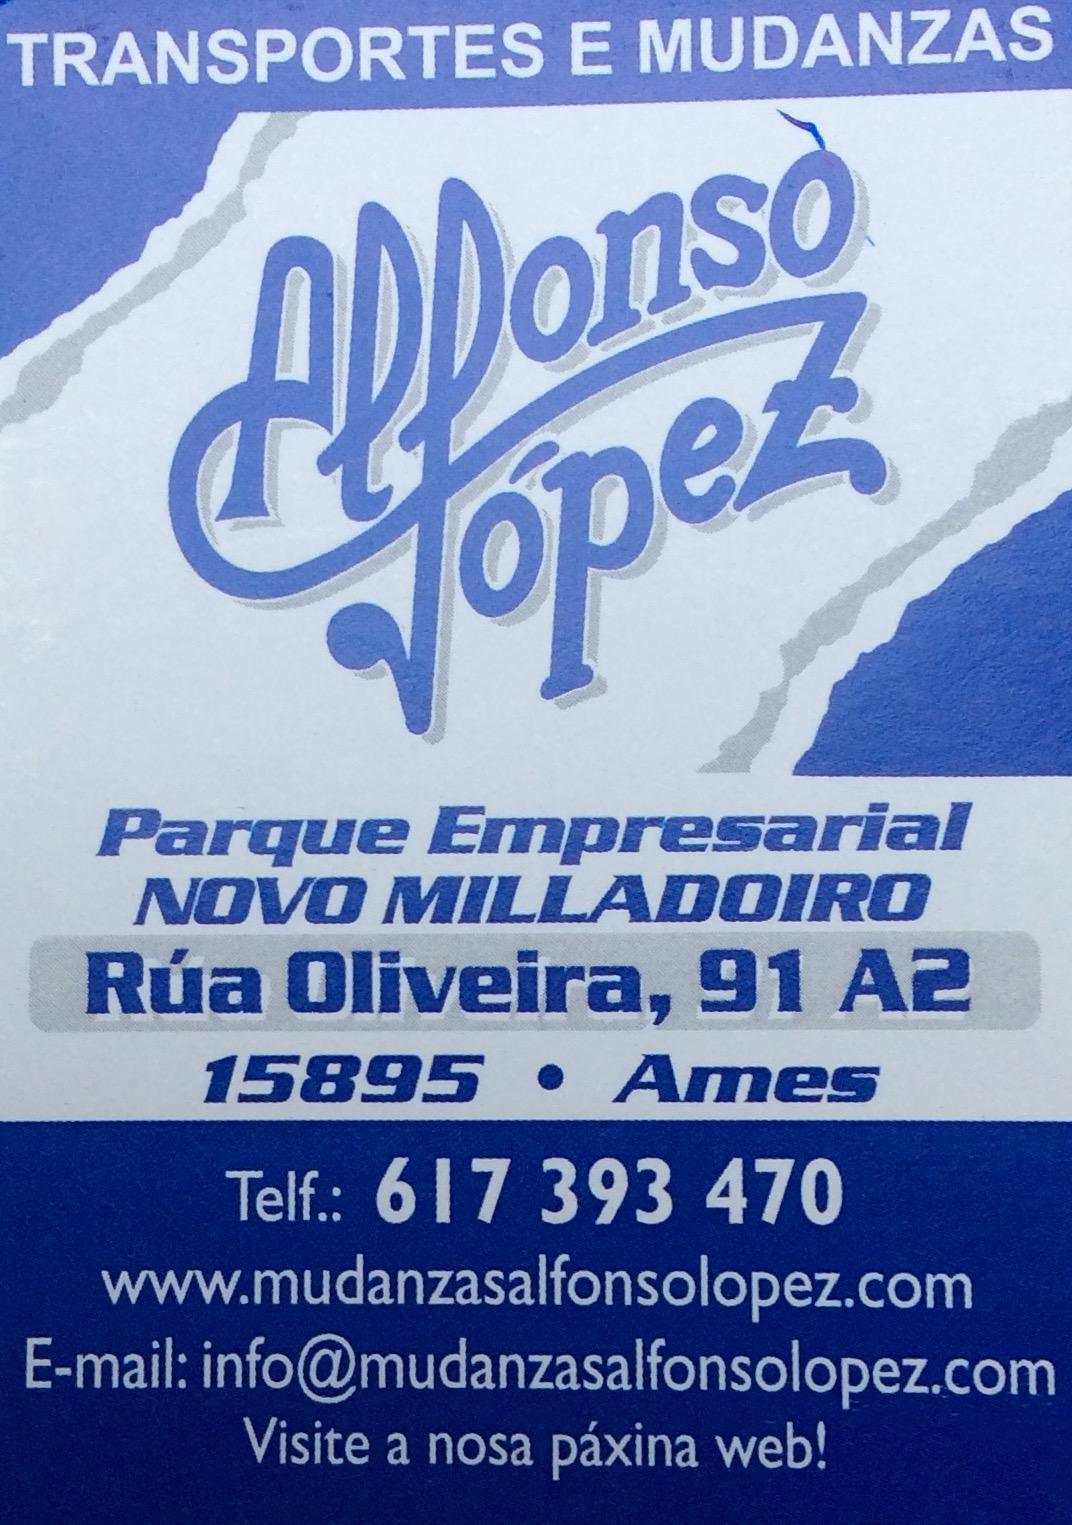 TRANSPORTES E MUDANZAS
Alfonso
López
Parque Empresarial
NOVO MILLADOIRO
Rúa Oliveira, 91 A2
15895 • Ames
Telf.: 617 393 470
www.mudanzasalfonsolopez.com
E-mail: info@mudanzasalfonsolopez.com
Visite a nosa páxina web!